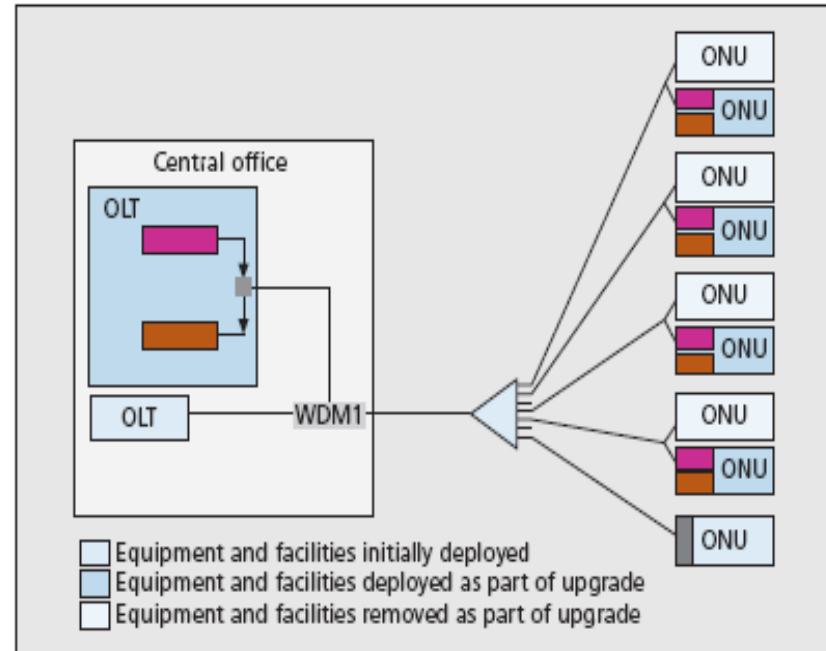 ONU
ONU
ONU
Central office
OLT
ONU
ONU
ONU
OLT
WDM1
ONU
ONU
ONU
Equipment and facilities initially deployed
Equipment and facilities deployed as part of upgrade
Equipment and facilities removed as part of upgrade